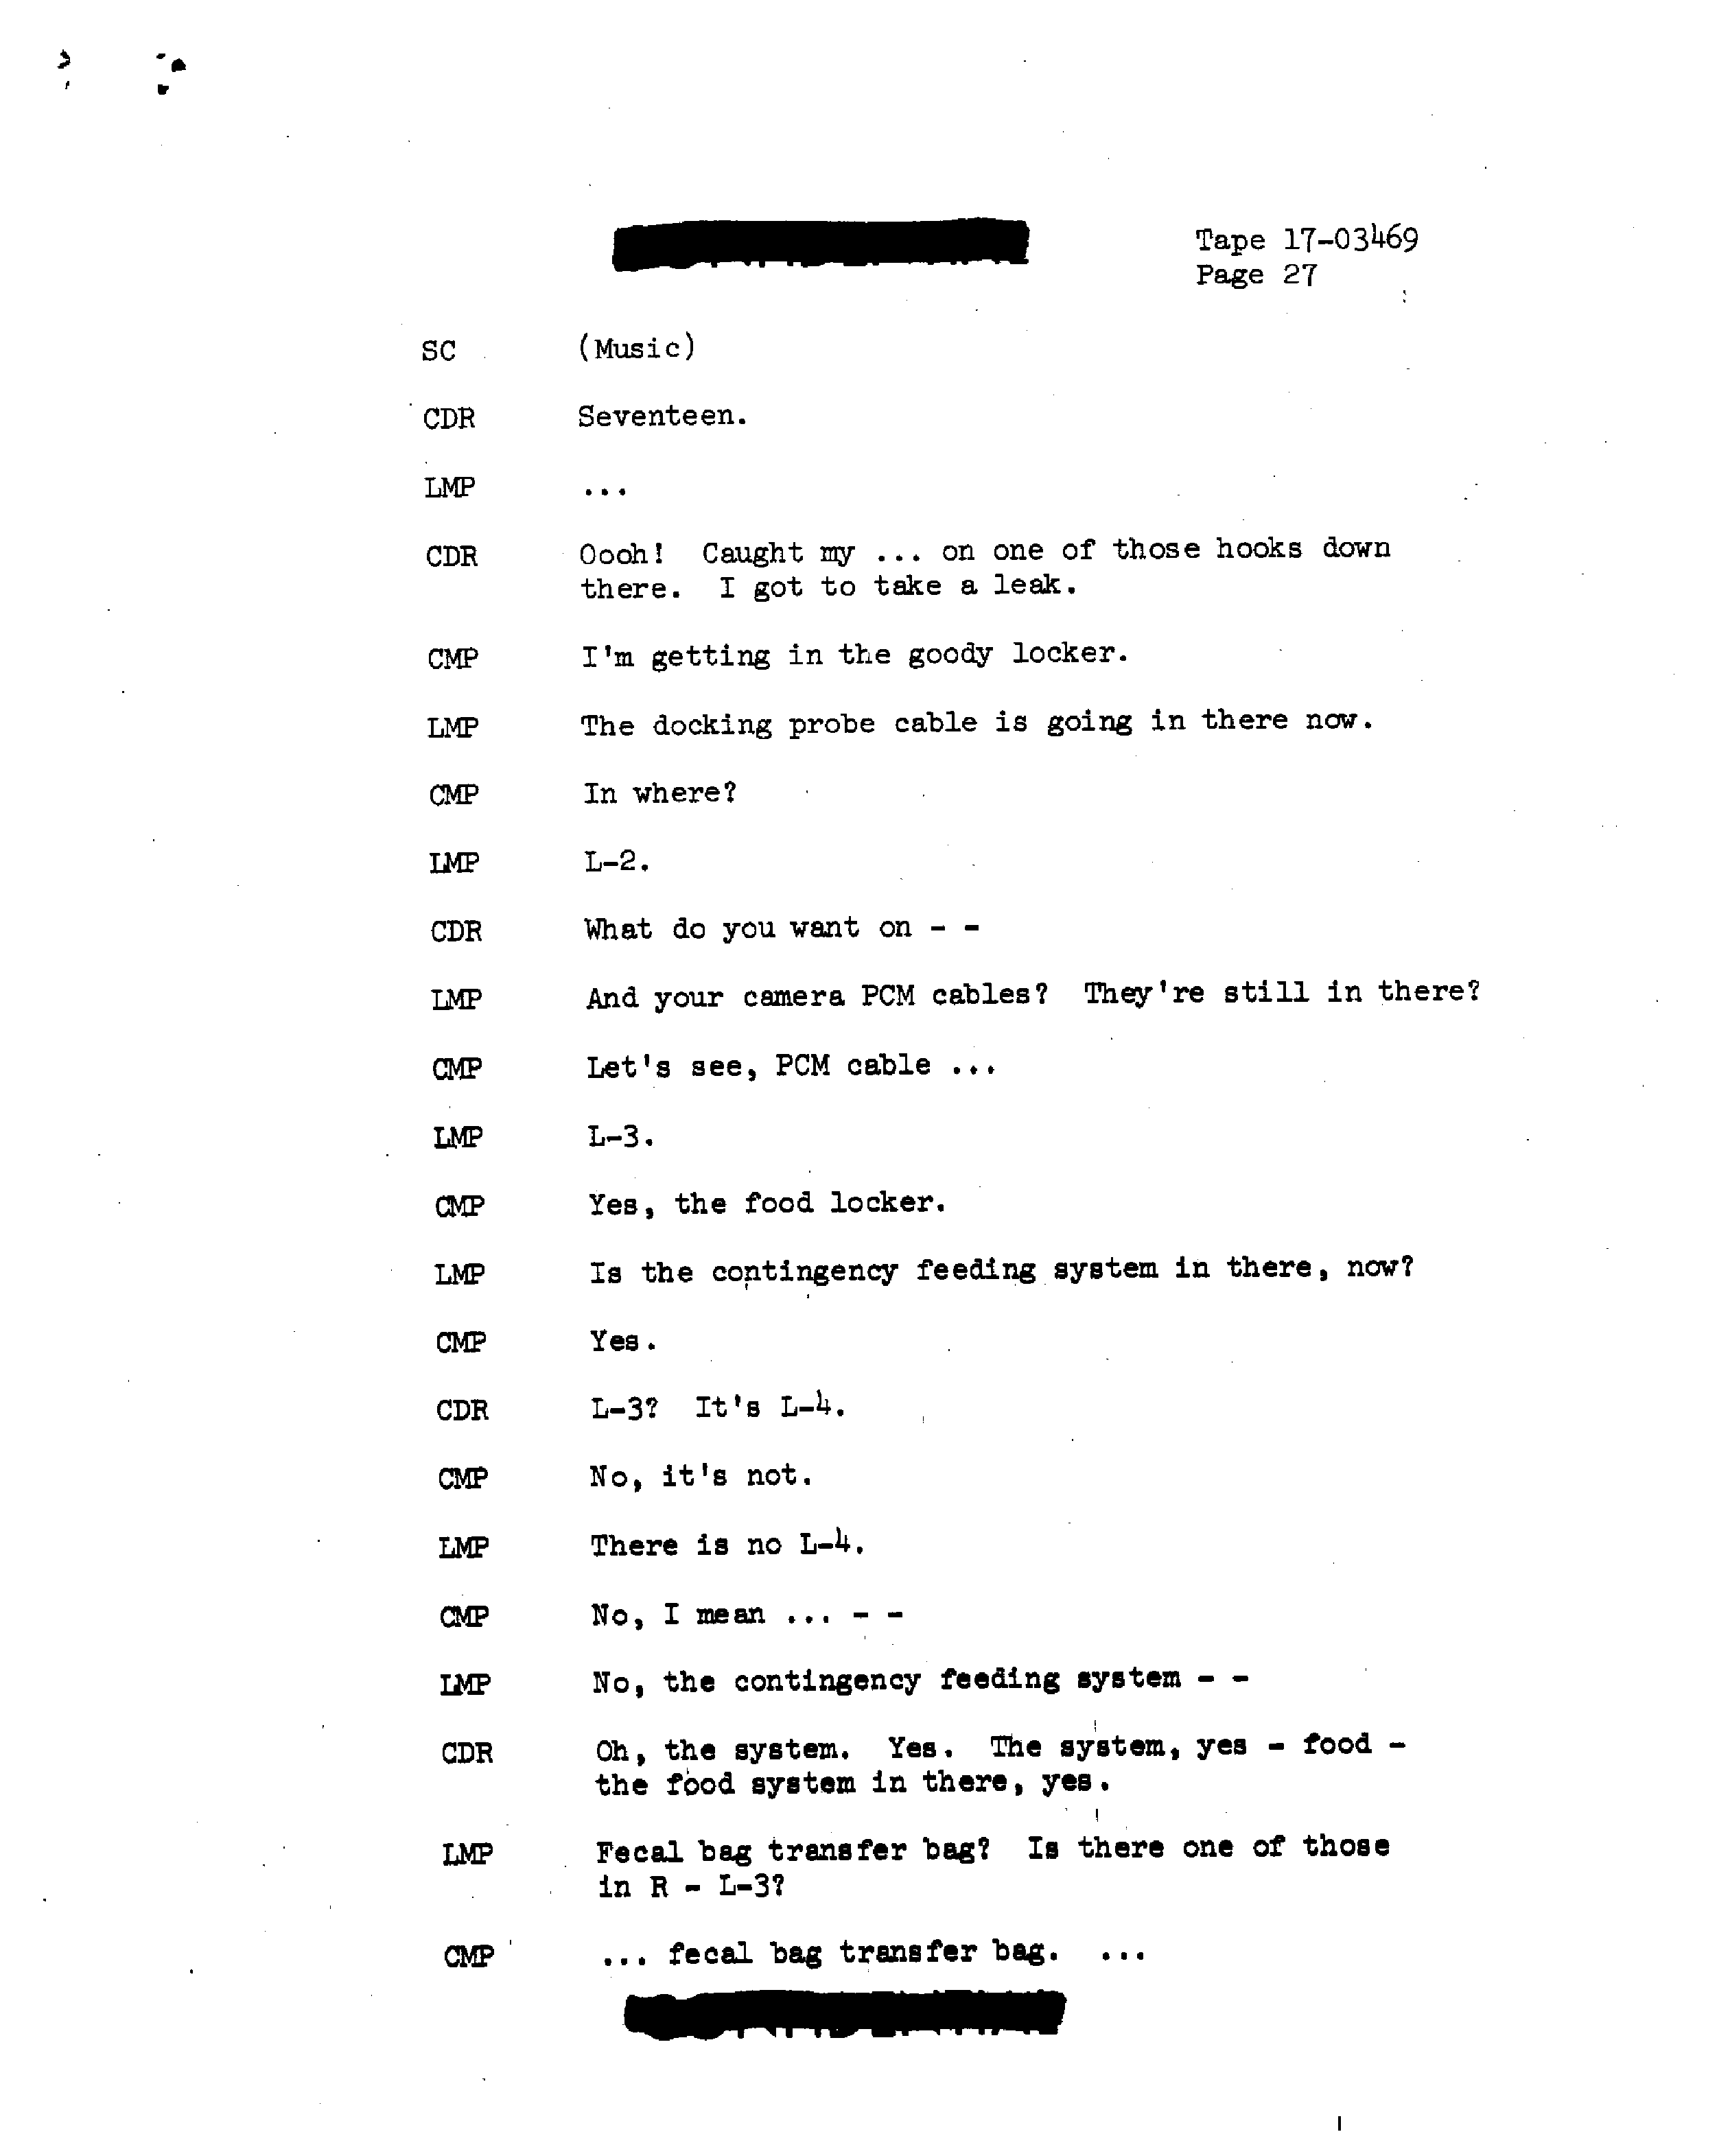 Tape 17-03469
Page 27
SC (Music)
CDR Seventeen.
LMP ...
CDR Oooh! Caught my ... on one of those hooks down
there. I got to take a leak.
CMP I'm getting in the goody locker.
LMP The docking probe cable is going in there now.
CMP In where?
LMP L-2.
CDR What do you want on - -
LMP And your camera PCM cables? They're still in there?
CMP Let's see, PCM cable ...
LMP L-3.
CMP Yes, the food locker.
LMP Is the contingency feeding system in there, now?
CMP Yes.
CDR L-3? It's L-4.
CMP No, it's not.
LMP There is no L-4.
CMP No, I mean ... - -
LMP No, the contingency feeding system - -
CDR Oh, the system. Yes. The system, yes - food -
the food system in there, yes.
LMP Fecal bag transfer bag? Is there one of those
in R - L-3?
CMP ... fecal bag transfer bag. ...